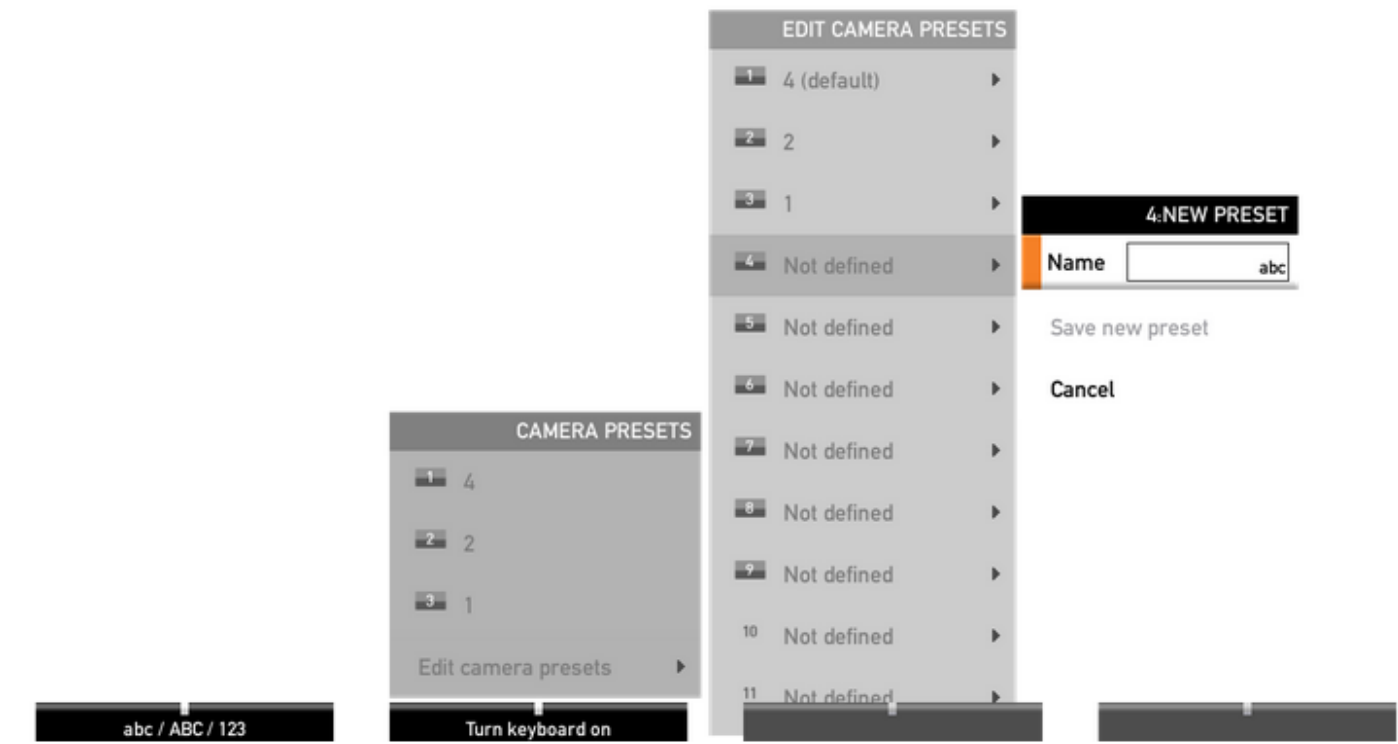 EDIT CAMERA PRESETS
1 4 (default)
2 2
3 1
4 Not defined
5 Not defined
6 Not defined
7 Not defined
8 Not defined
9 Not defined
10 Not defined
11 Not defined
4:NEW PRESET
Name abc
Save new preset
Cancel
CAMERA PRESETS
1 4
2 2
3 1
Edit camera presets
abc / ABC / 123
Turn keyboard on